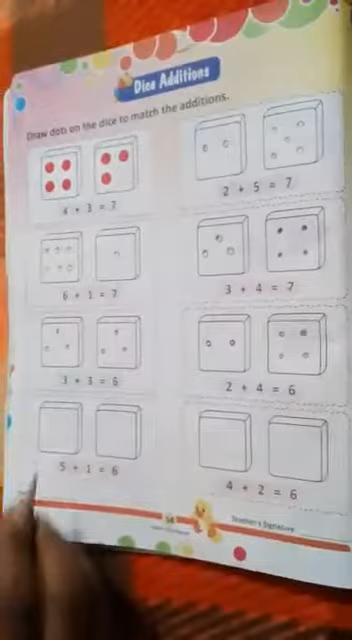 Dice Additions
Draw dots on the dice to match the additions.
4 + 3 = 7
2 + 5 = 7
6 + 1 = 7
3 + 4 = 7
3 + 3 = 6
2 + 4 = 6
5 + 1 = 6
4 + 2 = 6
Teacher's Signature